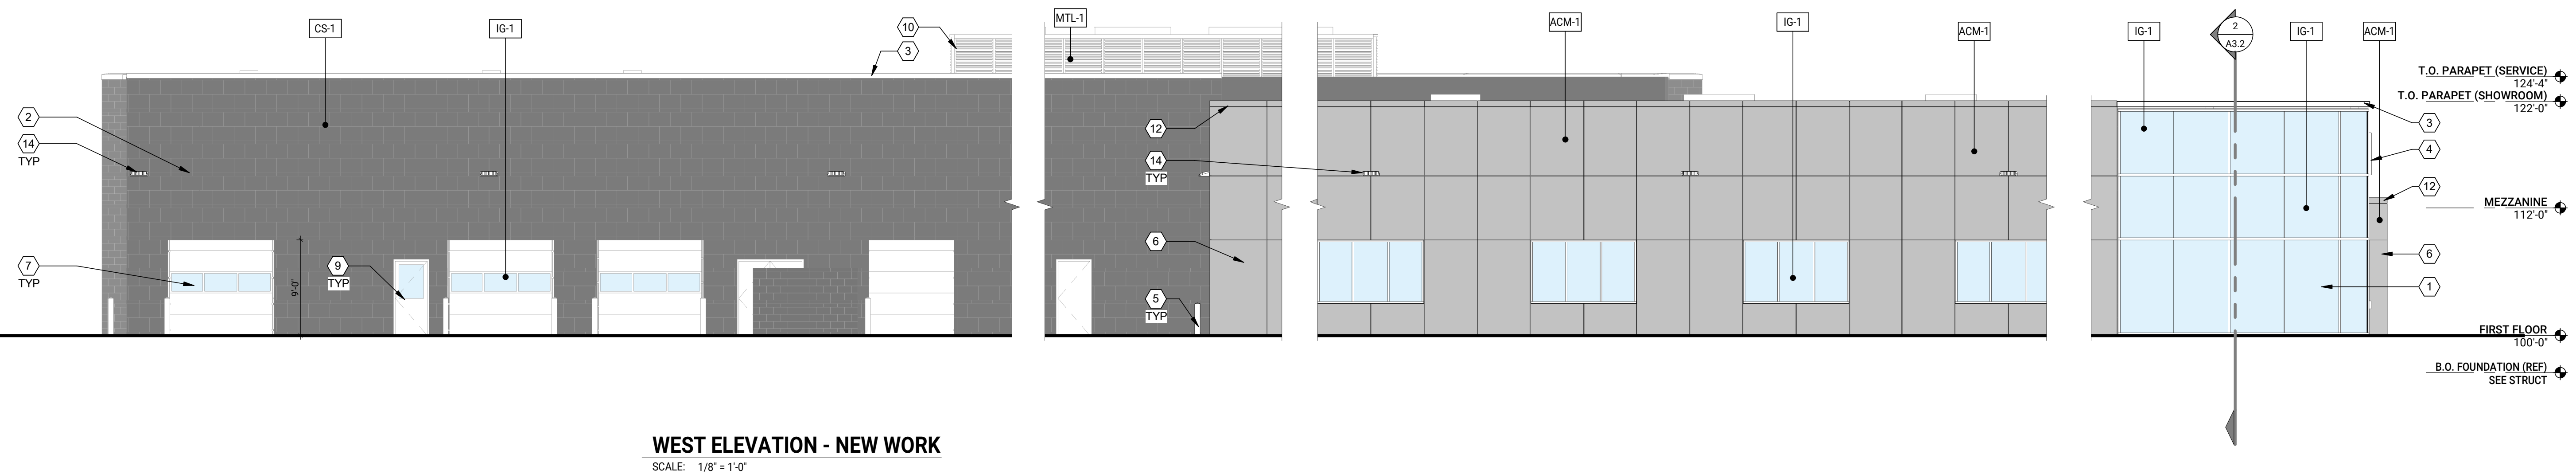 CS-1
IG-1
10
3
MTL-1
ACM-1
IG-1
ACM-1
IG-1
2
A3.2
IG-1
ACM-1
T.O. PARAPET (SERVICE)
124'-4"
T.O. PARAPET (SHOWROOM)
122'-0"
2
14
TYP
12
14
TYP
3
4
12
MEZZANINE
112'-0"
7
TYP
9'-0"
9
TYP
6
5
TYP
6
1
FIRST FLOOR
100'-0"
B.O. FOUNDATION (REF)
SEE STRUCT
WEST ELEVATION - NEW WORK
SCALE: 1/8" = 1'-0"